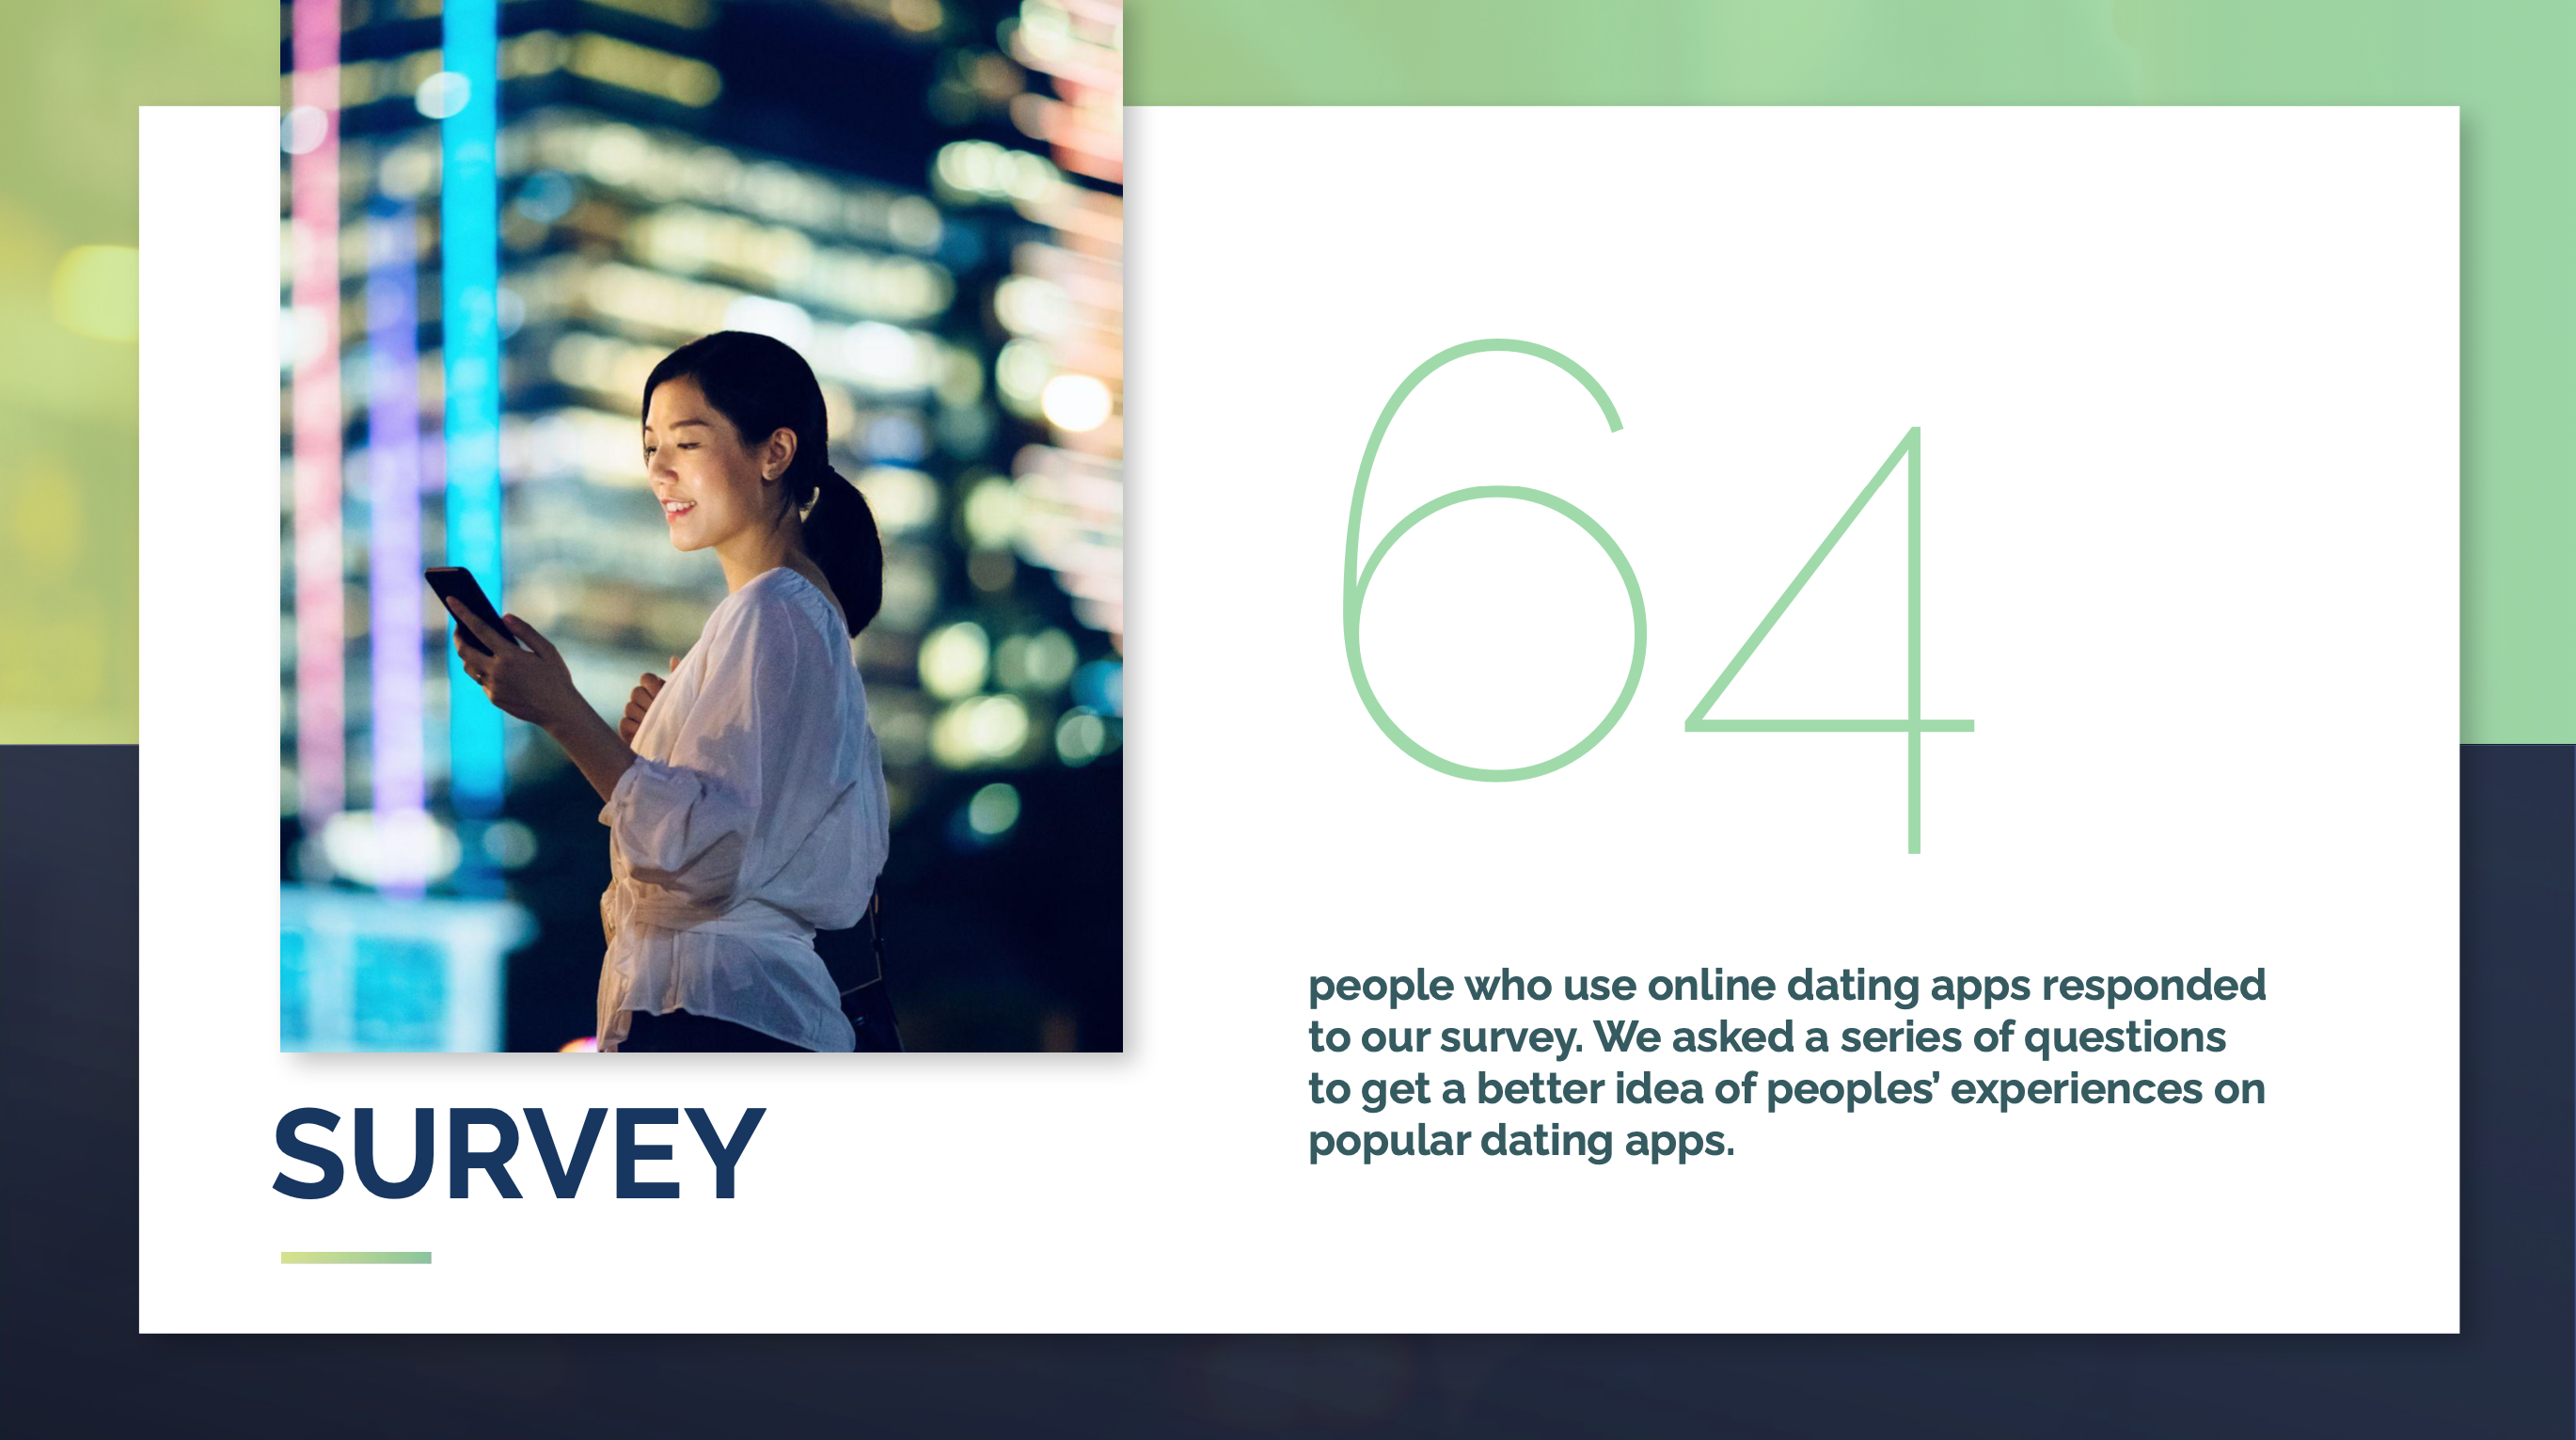 64
people who use online dating apps responded
to our survey. We asked a series of questions
to get a better idea of peoples’ experiences on
popular dating apps.
SURVEY